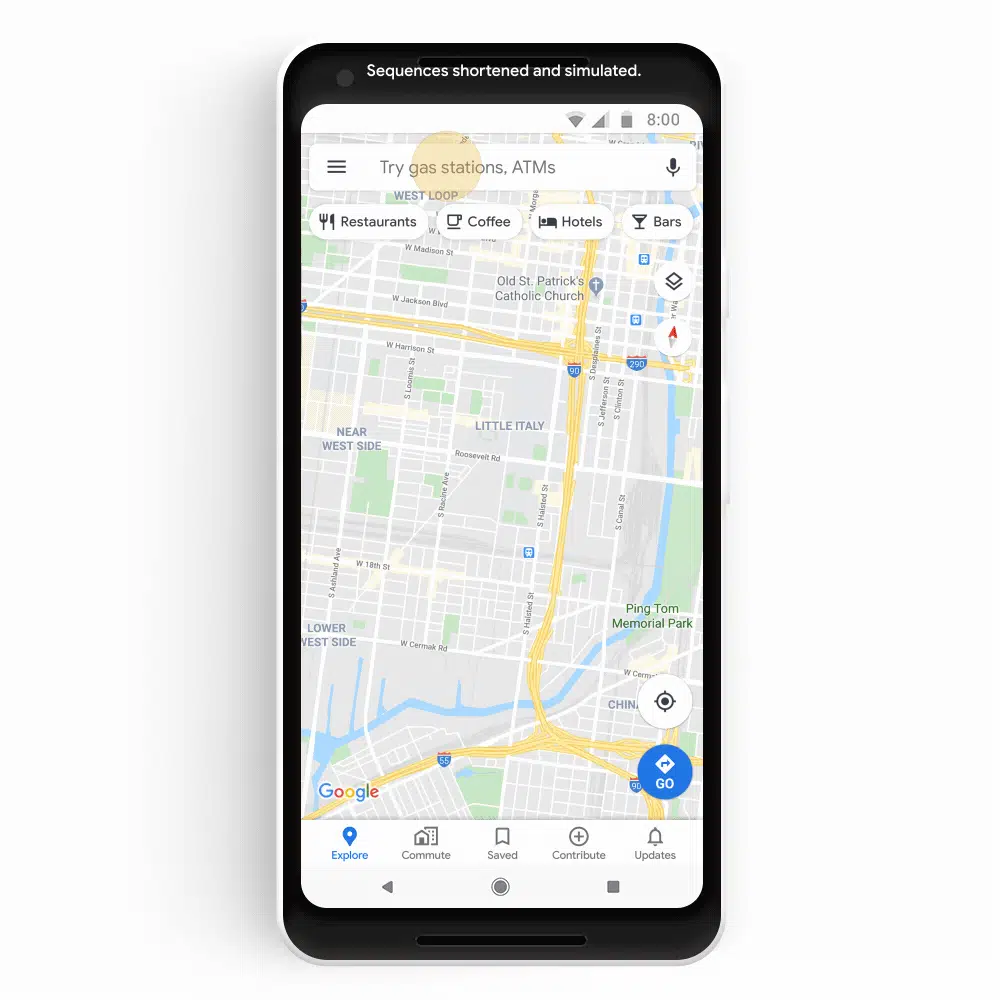 Sequences shortened and simulated.
8:00
Try gas stations, ATMs
WEST LOOP
Restaurants
Coffee
Hotels
Bars
W Madison St
Old St. Patrick's
Catholic Church
W Jackson Blvd
W Harrison St
S Loomis St
90
290
S Desplaines St
S Jefferson St
S Clinton St
NEAR
WEST SIDE
LITTLE ITALY
Roosevelt Rd
S Racine Ave
S Halsted St
S Canal St
S Ashland Ave
W 18th St
S Halsted St
Ping Tom
Memorial Park
LOWER
WEST SIDE
W Cermak Rd
W Cerma
CHINA
55
90
Google
GO
Explore
Commute
Saved
Contribute
Updates